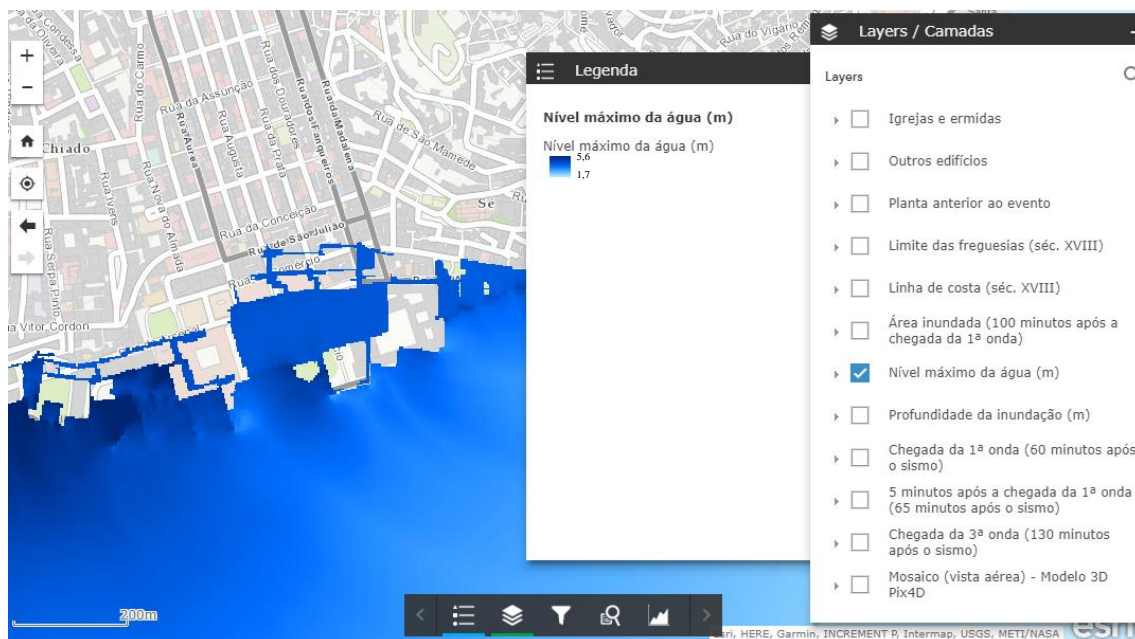 Rua do Carmo
Rua da Assunção
Rua dos Douradores
Rua dos Fanqueiros
Rua da Madalena
Rua de São Mamede
Rua do Vigário
Chiado
Rua Aurea
Rua Augusta
Rua da Prata
Rua Nova do Almada
Rua Ivens
Rua Serpa Pinto
Rua da Conceição
Rua de São Julião
Sé
a Vitor Cordon
200m
Legenda
Nível máximo da água (m)
Nível máximo da água (m)
5,6
1,7
Layers / Camadas
Layers
Igrejas e ermidas
Outros edifícios
Planta anterior ao evento
Limite das freguesias (séc. XVIII)
Linha de costa (séc. XVIII)
Área inundada (100 minutos após a
chegada da 1ª onda)
Nível máximo da água (m)
Profundidade da inundação (m)
Chegada da 1ª onda (60 minutos após
o sismo)
5 minutos após a chegada da 1ª onda
(65 minutos após o sismo)
Chegada da 3ª onda (130 minutos
após o sismo)
Mosaico (vista aérea) - Modelo 3D
Pix4D
Esri, HERE, Garmin, INCREMENT P, Intermap, USGS, METI/NASA
esri